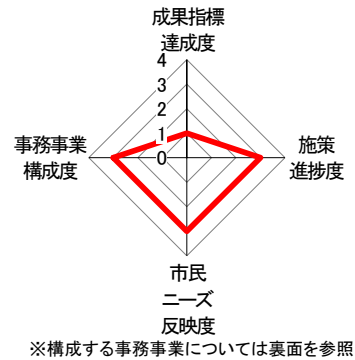 成果指標
達成度
4
3
2
1
0
事務事業
構成度
施策
進捗度
市民
ニーズ
反映度
※構成する事務事業については裏面を参照